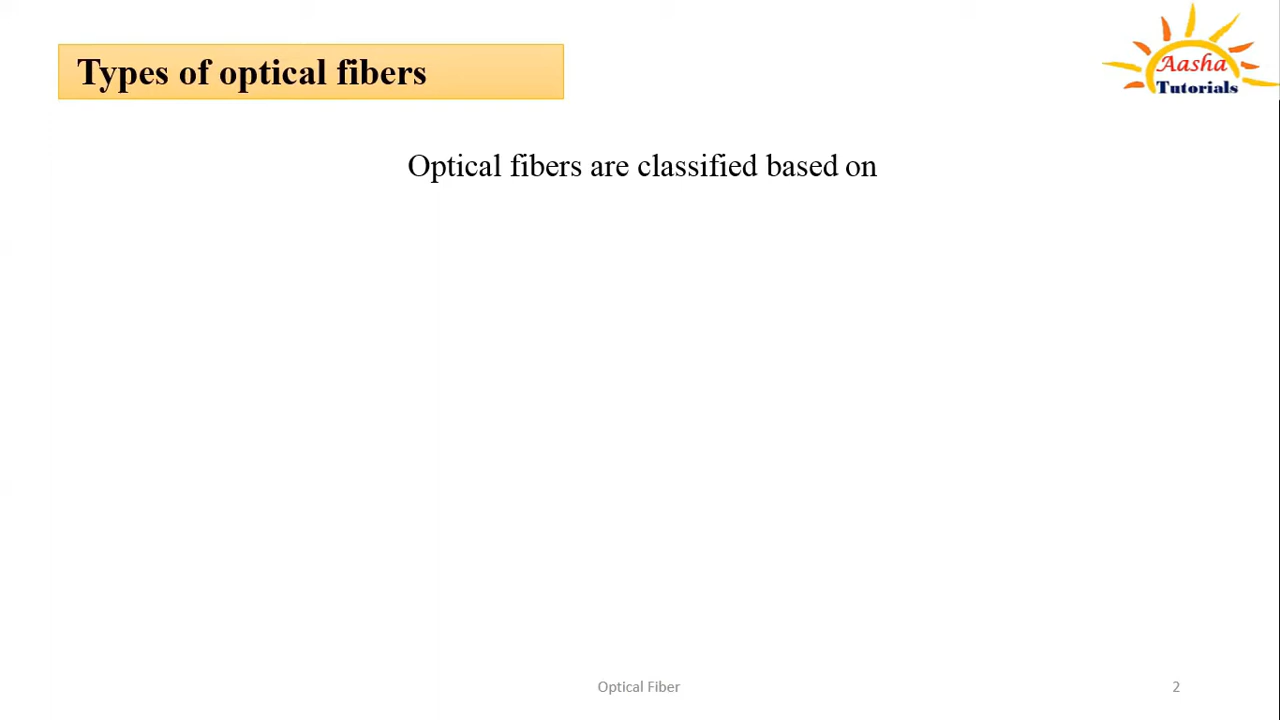 Types of optical fibers
Aasha
Tutorials
Optical fibers are classified based on
Optical Fiber
2